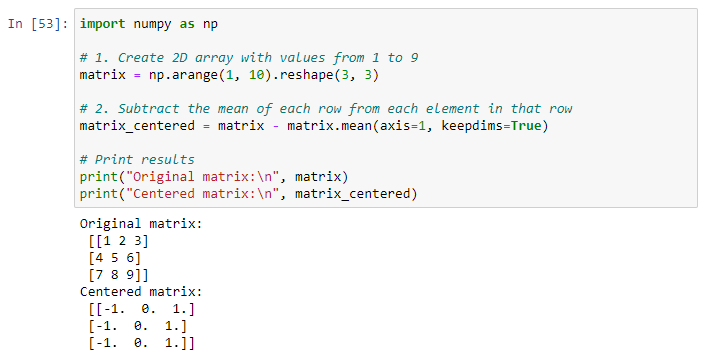 In [53]: import numpy as np
# 1. Create 2D array with values from 1 to 9
matrix = np.arange(1, 10).reshape(3, 3)
# 2. Subtract the mean of each row from each element in that row
matrix_centered = matrix - matrix.mean(axis=1, keepdims=True)
# Print results
print("Original matrix:\n", matrix)
print("Centered matrix:\n", matrix_centered)
Original matrix:
 [[1 2 3]
 [4 5 6]
 [7 8 9]]
Centered matrix:
 [[-1.  0.  1.]
 [-1.  0.  1.]
 [-1.  0.  1.]]